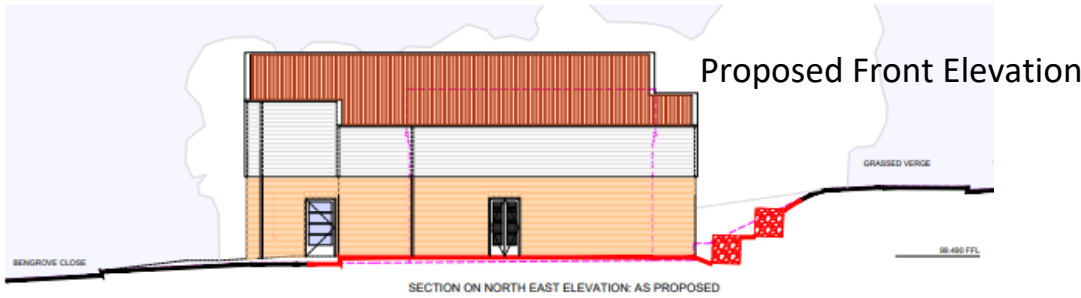 Proposed Front Elevation
GRASSED VERGE
99.490 FFL
BENGROVE CLOSE
SECTION ON NORTH EAST ELEVATION: AS PROPOSED